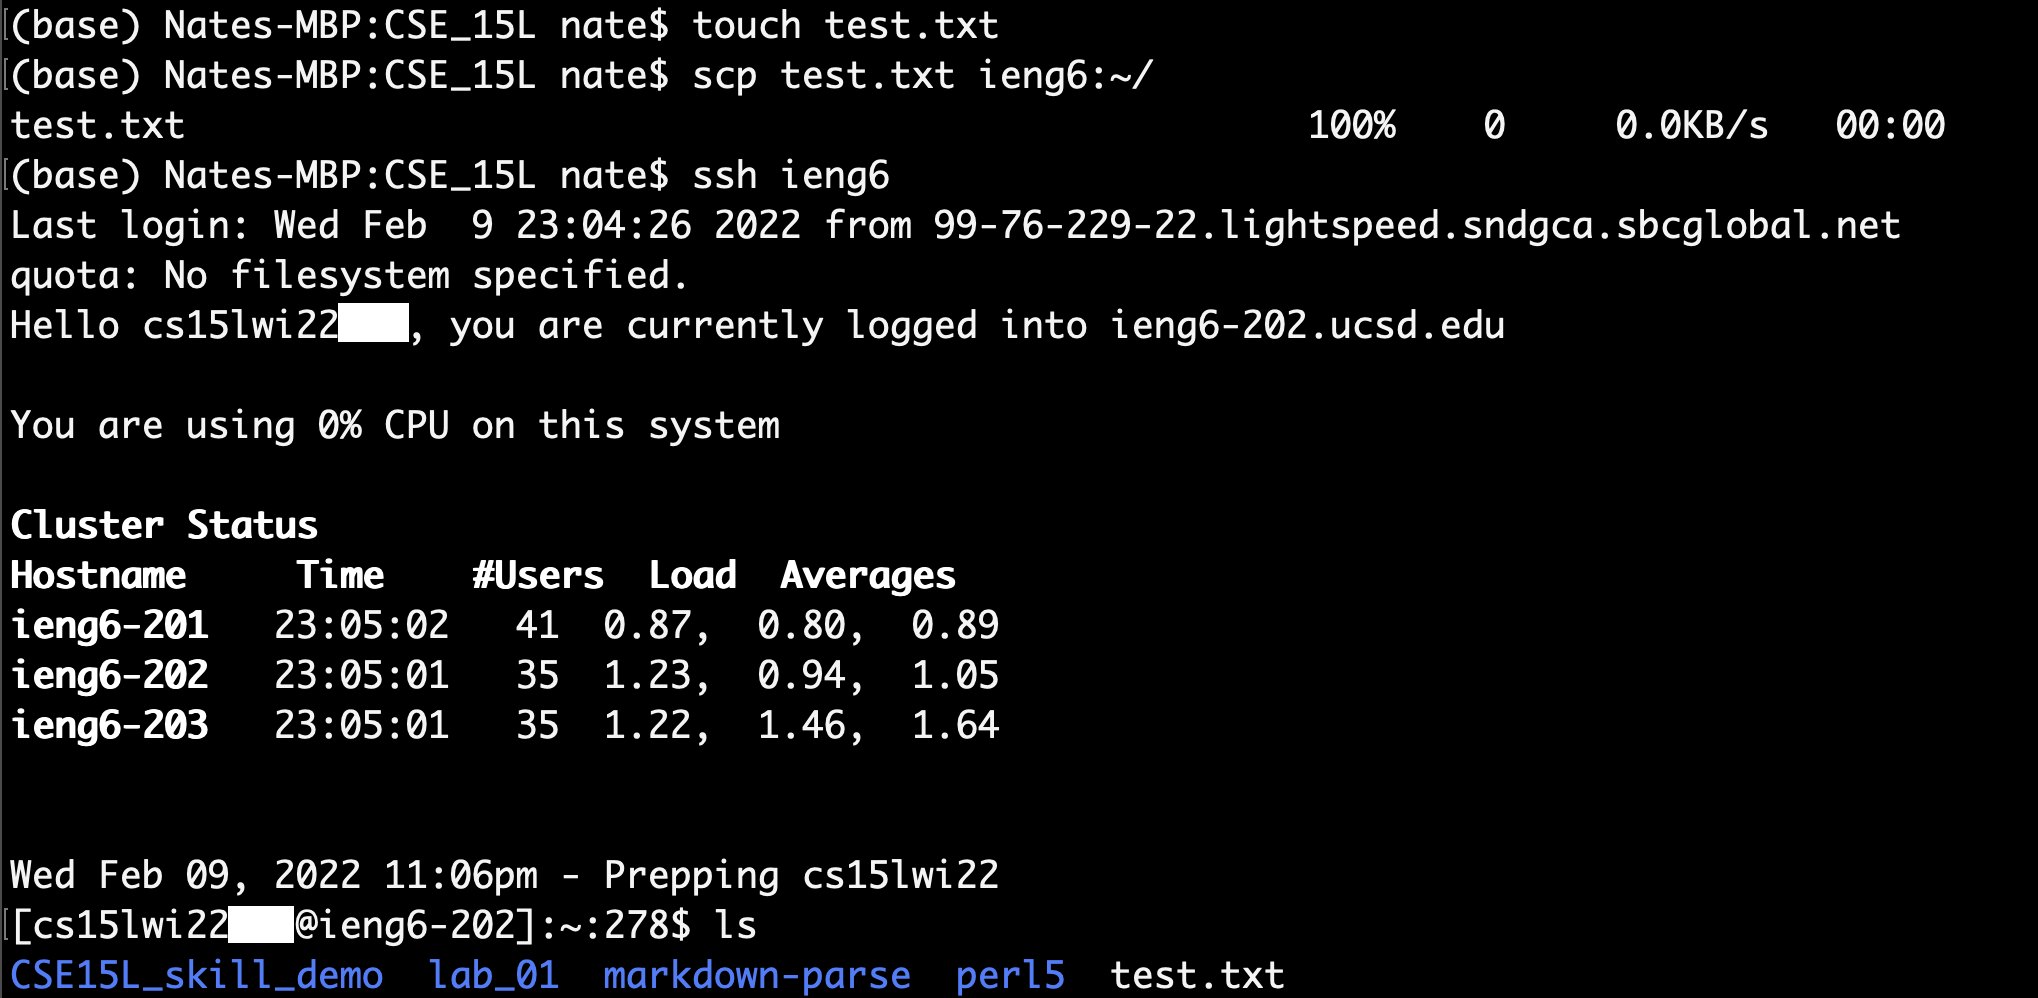 (base) Nates-MBP:CSE_15L nate$ touch test.txt
(base) Nates-MBP:CSE_15L nate$ scp test.txt ieng6:~/
test.txt 100% 0 0.0KB/s 00:00
(base) Nates-MBP:CSE_15L nate$ ssh ieng6
Last login: Wed Feb  9 23:04:26 2022 from 99-76-229-22.lightspeed.sndgca.sbcglobal.net
quota: No filesystem specified.
Hello cs15lwi22 , you are currently logged into ieng6-202.ucsd.edu
You are using 0% CPU on this system
Cluster Status
Hostname Time #Users Load Averages
ieng6-201 23:05:02 41 0.87, 0.80, 0.89
ieng6-202 23:05:01 35 1.23, 0.94, 1.05
ieng6-203 23:05:01 35 1.22, 1.46, 1.64
Wed Feb 09, 2022 11:06pm - Prepping cs15lwi22
[cs15lwi22 @ieng6-202]:~:278$ ls
CSE15L_skill_demo lab_01 markdown-parse perl5 test.txt